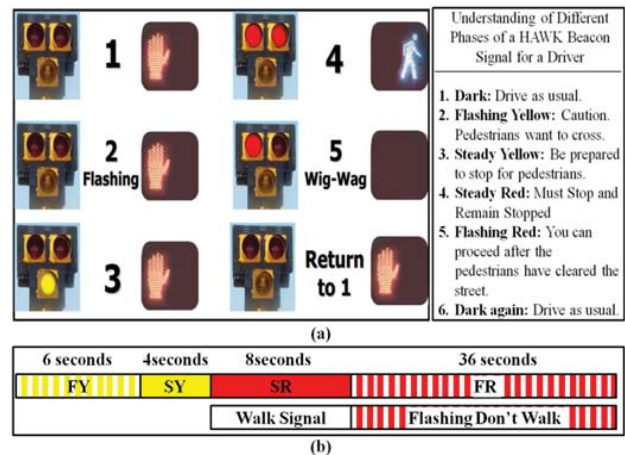 1
2
Flashing
3
4
5
Wig-Wag
Return
to 1
Understanding of Different
Phases of a HAWK Beacon
Signal for a Driver
1. Dark: Drive as usual.
2. Flashing Yellow: Caution.
Pedestrians want to cross.
3. Steady Yellow: Be prepared
to stop for pedestrians.
4. Steady Red: Must Stop and
Remain Stopped
5. Flashing Red: You can
proceed after the
pedestrians have cleared the
street.
6. Dark again: Drive as usual.
(a)
6 seconds 4seconds 8seconds 36 seconds
FY SY SR FR
Walk Signal Flashing Don't Walk
(b)